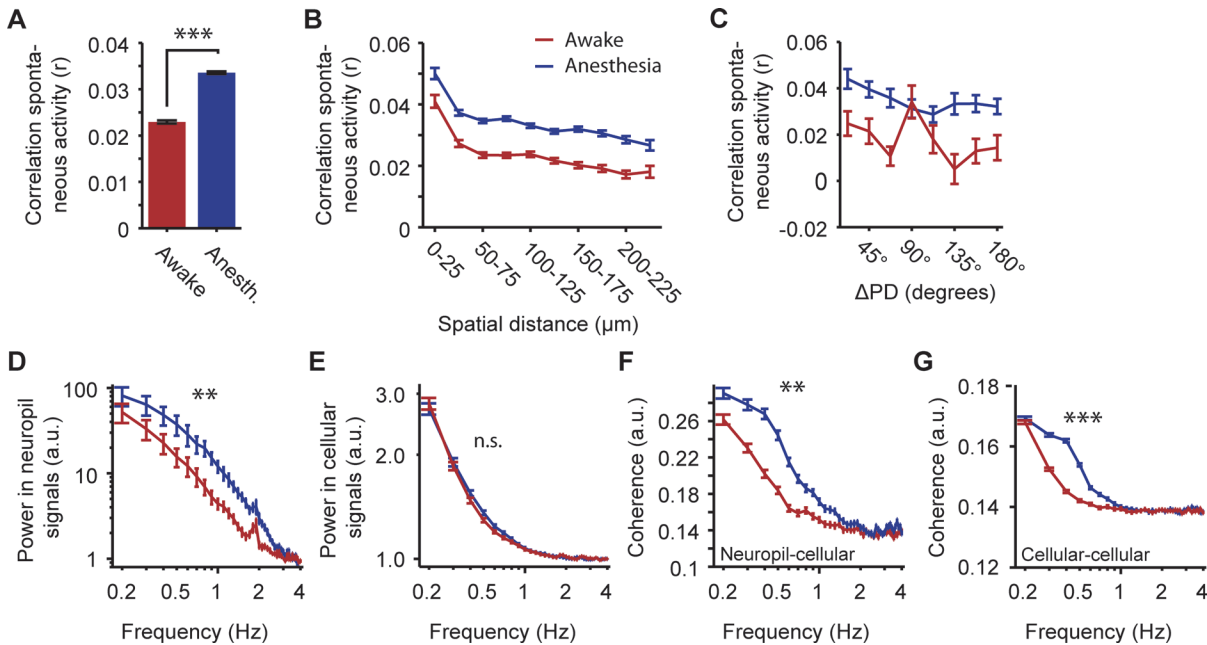 A
***
0.04
0.03
0.02
0.01
0
Correlation sponta-
neous activity (r)
Awake
Anesth.
B
Awake
Anesthesia
0.06
0.04
0.02
0
Correlation sponta-
neous activity (r)
0-25
50-75
100-125
150-175
200-225
Spatial distance (µm)
C
0.06
0.04
0.02
0
-0.02
Correlation sponta-
neous activity (r)
45°
90°
135°
180°
ΔPD (degrees)
D
**
100
10
1
Power in neuropil
signals (a.u.)
0.2
0.5
1
2
4
Frequency (Hz)
E
n.s.
3.0
2.0
1.0
Power in cellular
signals (a.u.)
0.2
0.5
1
2
4
Frequency (Hz)
F
**
0.26
0.22
0.18
0.14
0.1
Coherence (a.u.)
Neuropil-cellular
0.2
0.5
1
2
4
Frequency (Hz)
G
***
0.18
0.16
0.14
0.12
Coherence (a.u.)
Cellular-cellular
0.2
0.5
1
2
4
Frequency (Hz)